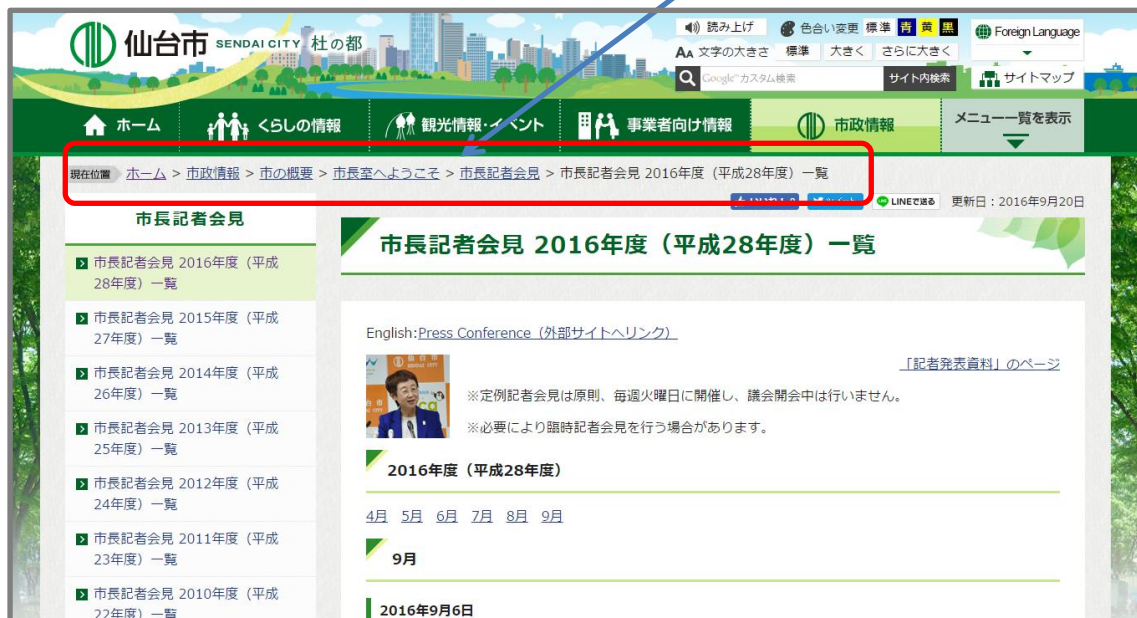 仙台市 SENDAI CITY 杜の都
読み上げ 色合い変更 標準 青 黄 黒 Foreign Language
AA 文字の大きさ 標準 大きく さらに大きく
Google カスタム検索 サイト内検索 サイトマップ
ホーム くらしの情報 観光情報・イベント 事業者向け情報 市政情報 メニュー一覧を表示
現在位置 ホーム > 市政情報 > 市の概要 > 市長室へようこそ > 市長記者会見 > 市長記者会見 2016年度（平成28年度）一覧
LINEで送る 更新日：2016年9月20日
市長記者会見
市長記者会見 2016年度（平成
28年度）一覧
市長記者会見 2015年度（平成
27年度）一覧
市長記者会見 2014年度（平成
26年度）一覧
市長記者会見 2013年度（平成
25年度）一覧
市長記者会見 2012年度（平成
24年度）一覧
市長記者会見 2011年度（平成
23年度）一覧
市長記者会見 2010年度（平成
22年度）一覧
市長記者会見 2016年度（平成28年度）一覧
English:Press Conference（外部サイトへリンク）
「記者発表資料」のページ
※定例記者会見は原則、毎週火曜日に開催し、議会開会中は行いません。
※必要により臨時記者会見を行う場合があります。
2016年度（平成28年度）
4月 5月 6月 7月 8月 9月
9月
2016年9月6日